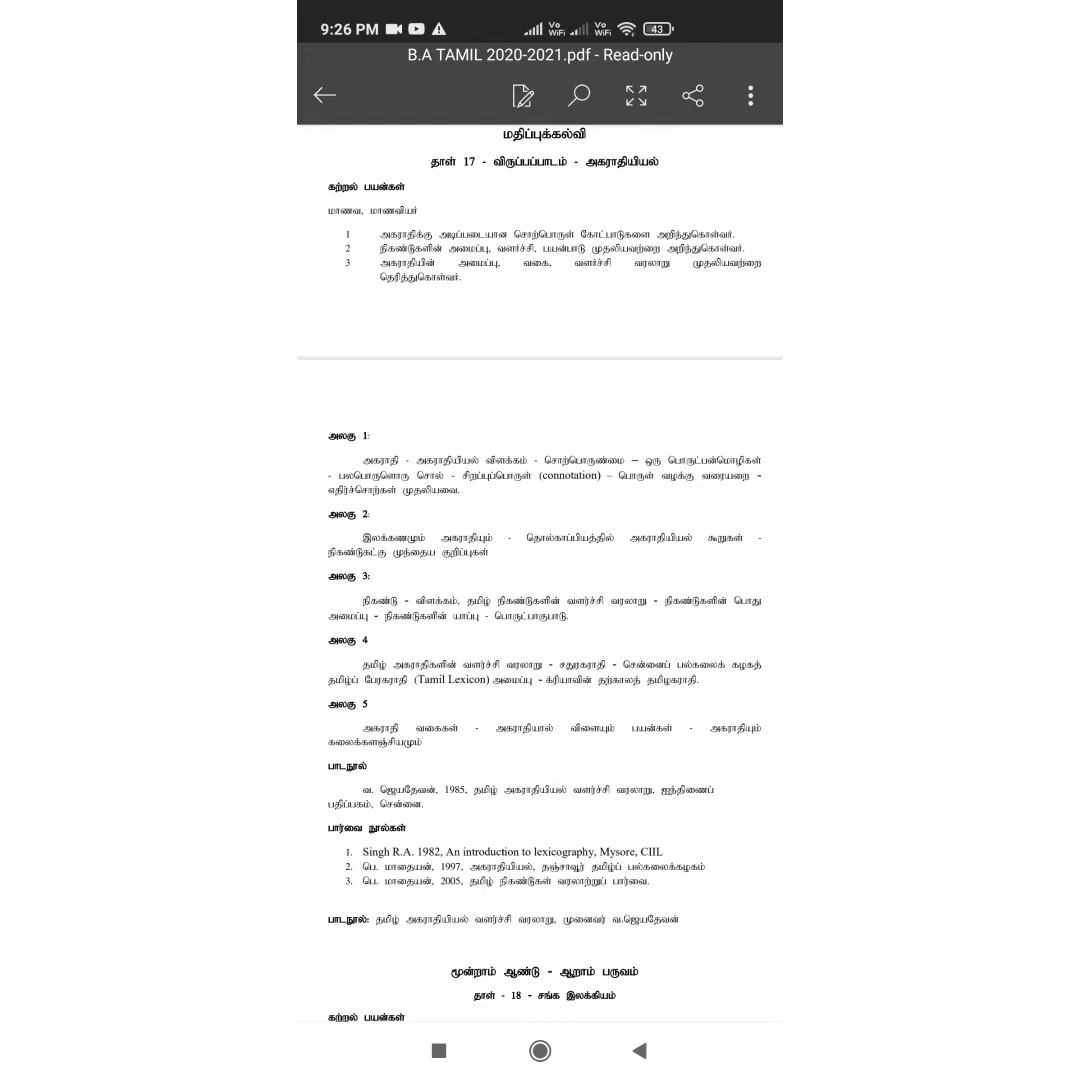 9:26 PM
Vo WiFi Vo WiFi 43
B.A TAMIL 2020-2021.pdf - Read-only
மதிப்புக்கல்வி
தாள் 17 - விருப்பப்பாடம் - அகராதியியல்
கற்றல் பயன்கள்
மாணவ, மாணவியர்
1 அகராதிக்கு அடிப்படையான சொற்பொருள் கோட்பாடுகளை அறிந்துகொள்வர்.
2 நிகண்டுகளின் அமைப்பு, வளர்ச்சி, பயன்பாடு முதலியவற்றை அறிந்துகொள்வர்.
3 அகராதியின் அமைப்பு, வகை, வளர்ச்சி வரலாறு முதலியவற்றை
தெரித்துகொள்வர்.
அலகு 1:
அகராதி - அகராதியியல் விளக்கம் - சொற்பொருண்மை – ஒரு பொருட்பன்மொழிகள்
- பலபொருளொரு சொல் - சிறப்புப்பொருள் (connotation) – பொருள் வழக்கு வரையறை -
எதிர்ச்சொற்கள் முதலியவை.
அலகு 2:
இலக்கணமும் அகராதியும் - தொல்காப்பியத்தில் அகராதியியல் கூறுகள் -
நிகண்டுகட்கு முந்தைய குறிப்புகள்
அலகு 3:
நிகண்டு - விளக்கம், தமிழ் நிகண்டுகளின் வளர்ச்சி வரலாறு - நிகண்டுகளின் பொது
அமைப்பு - நிகண்டுகளின் யாப்பு - பொருட்பாகுபாடு.
அலகு 4
தமிழ் அகராதிகளின் வளர்ச்சி வரலாறு - சதுரகராதி - சென்னைப் பல்கலைக் கழகத்
தமிழ்ப் பேரகராதி (Tamil Lexicon) அமைப்பு - க்ரியாவின் தற்காலத் தமிழகராதி.
அலகு 5
அகராதி வகைகள் - அகராதியால் விளையும் பயன்கள் - அகராதியும்
கலைக்களஞ்சியமும்
பாடநூல்
வ. ஜெயதேவன், 1985, தமிழ் அகராதியியல் வளர்ச்சி வரலாறு, ஐந்திணைப்
பதிப்பகம், சென்னை.
பார்வை நூல்கள்
1. Singh R.A. 1982, An introduction to lexicography, Mysore, CIIL
2. பெ. மாதையன், 1997, அகராதியியல், தஞ்சாவூர் தமிழ்ப் பல்கலைக்கழகம்
3. பெ. மாதையன், 2005, தமிழ் நிகண்டுகள் வரலாற்றுப் பார்வை.
பாடநூல்: தமிழ் அகராதியியல் வளர்ச்சி வரலாறு, முனைவர் வ.ஜெயதேவன்
மூன்றாம் ஆண்டு - ஆறாம் பருவம்
தாள் - 18 - சங்க இலக்கியம்
கற்றல் பயன்கள்